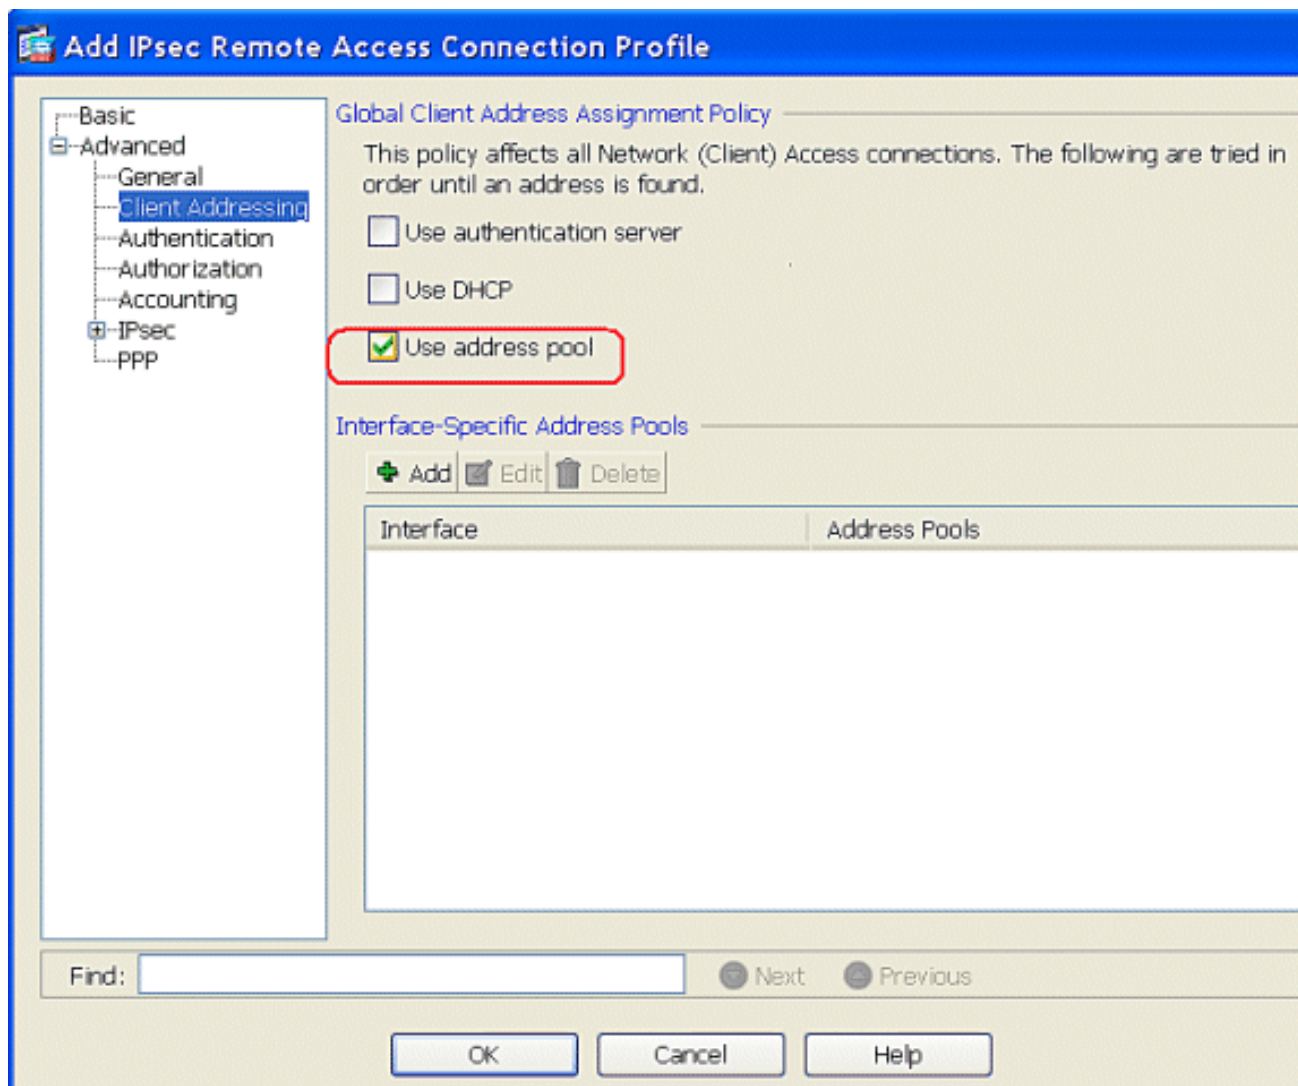 Add IPsec Remote Access Connection Profile
Basic
Advanced
General
Client Addressing
Authentication
Authorization
Accounting
IPsec
PPP
Global Client Address Assignment Policy
This policy affects all Network (Client) Access connections. The following are tried in
order until an address is found.
Use authentication server
Use DHCP
Use address pool
Interface-Specific Address Pools
Add Edit Delete
Interface Address Pools
Find: Next Previous
OK Cancel Help